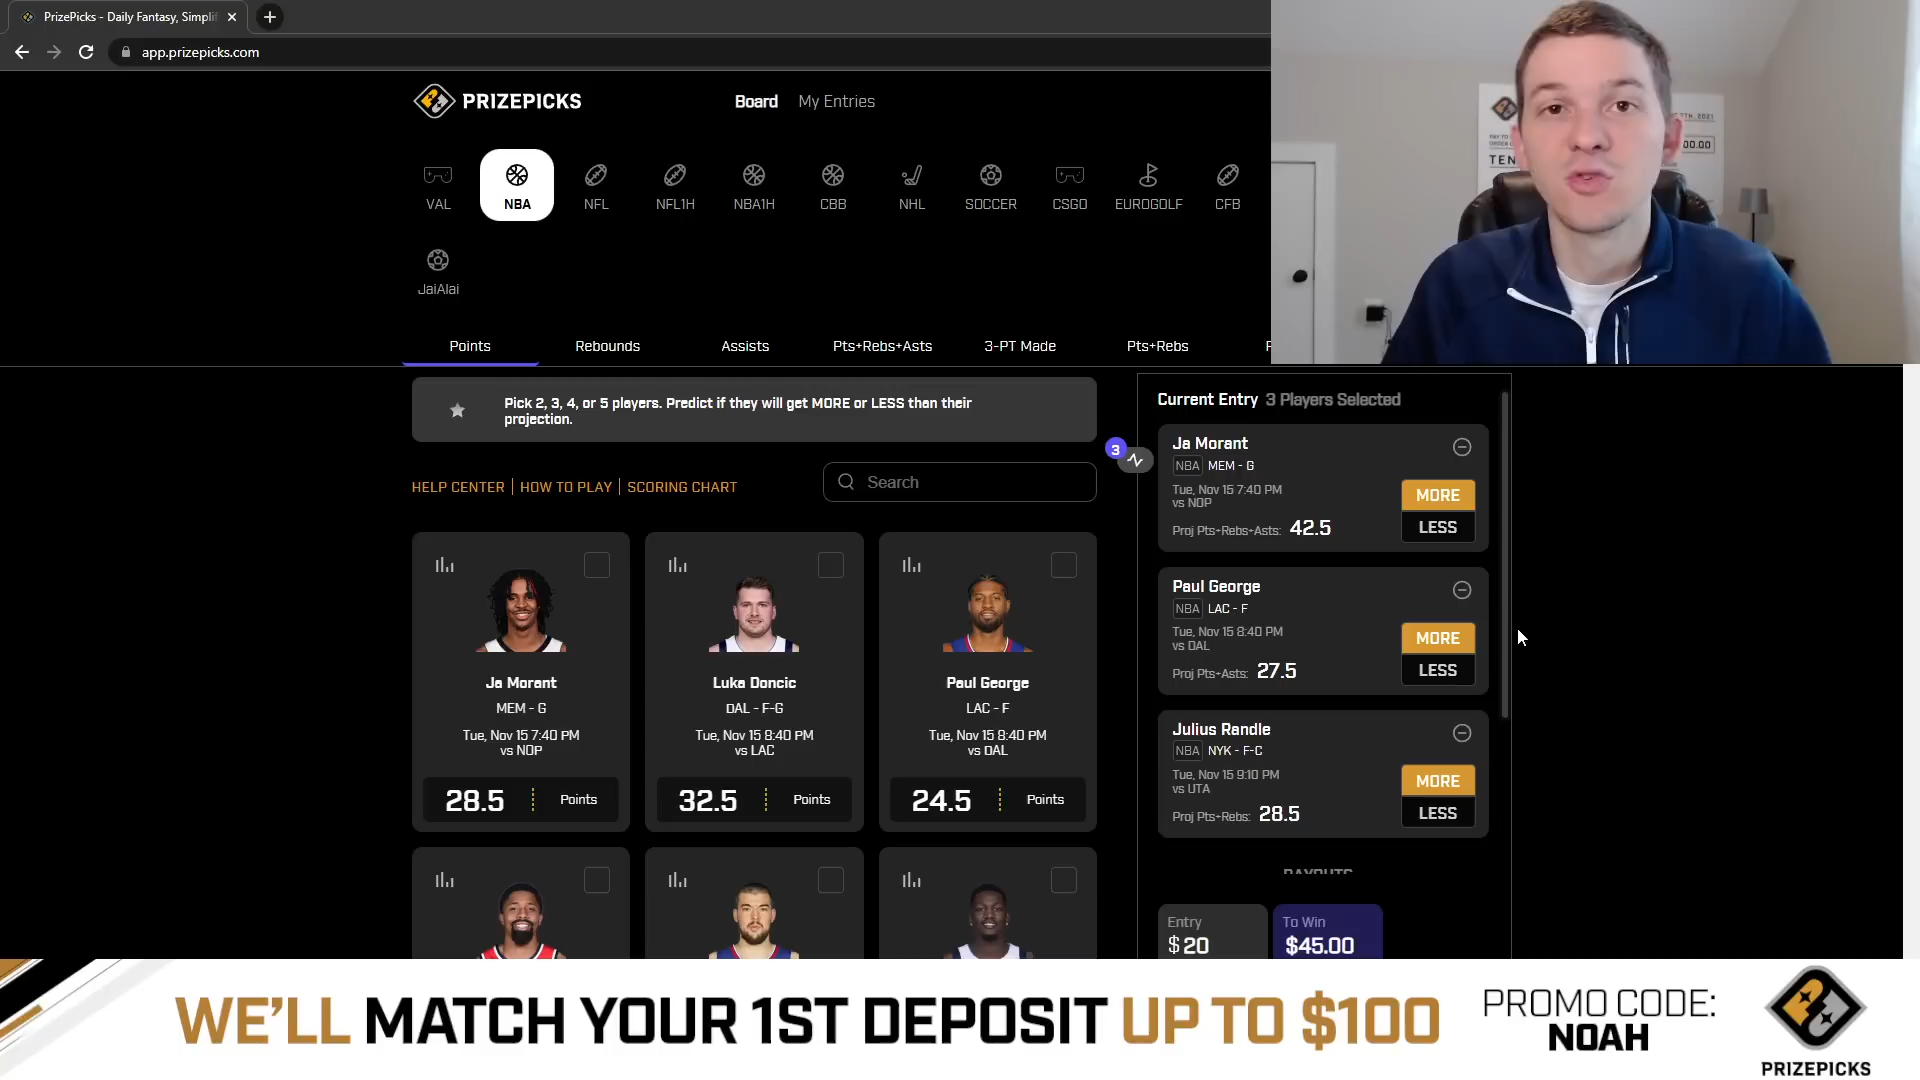 PrizePicks - Daily Fantasy, Simplif
app.prizepicks.com
PRIZEPICKS
Board
My Entries
VAL
NBA
NFL
NFL1H
NBA1H
CBB
NHL
SOCCER
CSGO
EUROGOLF
CFB
JaiAlai
Points
Rebounds
Assists
Pts+Rebs+Asts
3-PT Made
Pts+Rebs
Pick 2, 3, 4, or 5 players. Predict if they will get MORE or LESS than their
projection.
HELP CENTER | HOW TO PLAY | SCORING CHART
Search
Ja Morant
MEM - G
Tue, Nov 15 7:40 PM
vs NOP
28.5
Points
Luka Doncic
DAL - F-G
Tue, Nov 15 8:40 PM
vs LAC
32.5
Points
Paul George
LAC - F
Tue, Nov 15 8:40 PM
vs DAL
24.5
Points
Current Entry 3 Players Selected
3
Ja Morant
NBA MEM - G
Tue, Nov 15 7:40 PM
vs NOP
Proj Pts+Rebs+Asts: 42.5
MORE
LESS
Paul George
NBA LAC - F
Tue, Nov 15 8:40 PM
vs DAL
Proj Pts+Asts: 27.5
MORE
LESS
Julius Randle
NBA NYK - F-C
Tue, Nov 15 9:10 PM
vs UTA
Proj Pts+Rebs: 28.5
MORE
LESS
PAYOUTS
Entry
$20
To Win
$45.00
TEN
WE'LL MATCH YOUR 1ST DEPOSIT UP TO $100
PROMO CODE:
NOAH
PRIZEPICKS